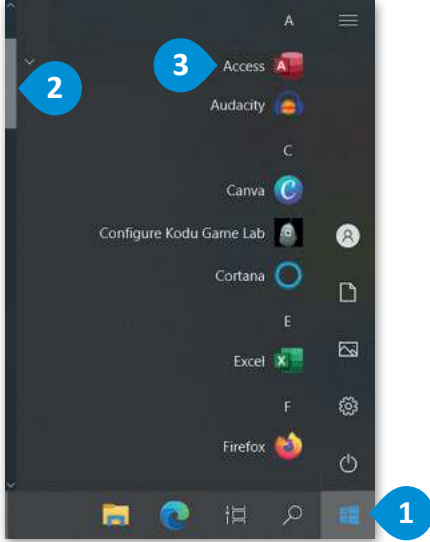 A
3
Access
2
Audacity
C
Canva
Configure Kodu Game Lab
Cortana
E
Excel
F
Firefox
1